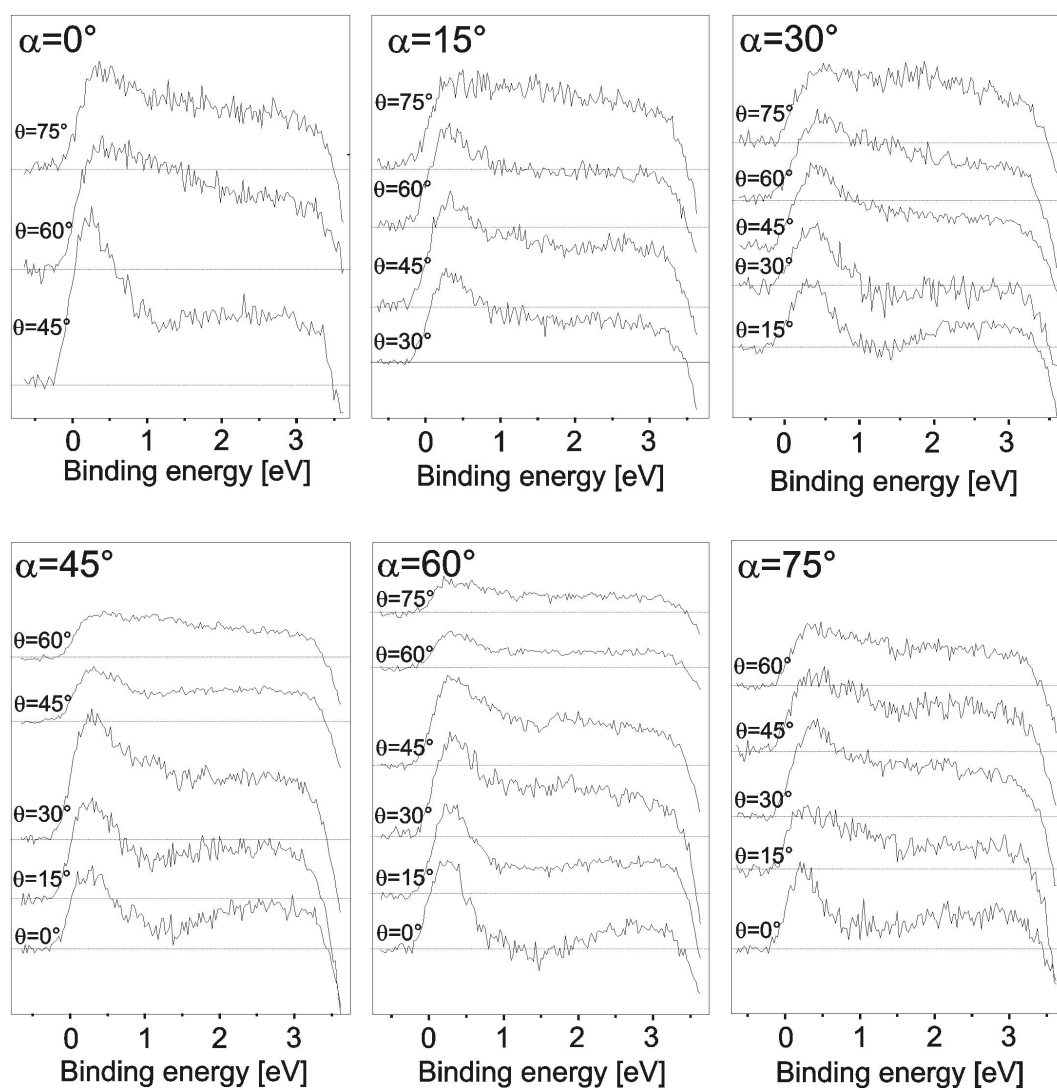 α=0°
θ=75°
θ=60°
θ=45°
0 1 2 3
Binding energy [eV]
α=15°
θ=75°
θ=60°
θ=45°
θ=30°
0 1 2 3
Binding energy [eV]
α=30°
θ=75°
θ=60°
θ=45°
θ=30°
θ=15°
0 1 2 3
Binding energy [eV]
α=45°
θ=60°
θ=45°
θ=30°
θ=15°
θ=0°
0 1 2 3
Binding energy [eV]
α=60°
θ=75°
θ=60°
θ=45°
θ=30°
θ=15°
θ=0°
0 1 2 3
Binding energy [eV]
α=75°
θ=60°
θ=45°
θ=30°
θ=15°
θ=0°
0 1 2 3
Binding energy [eV]